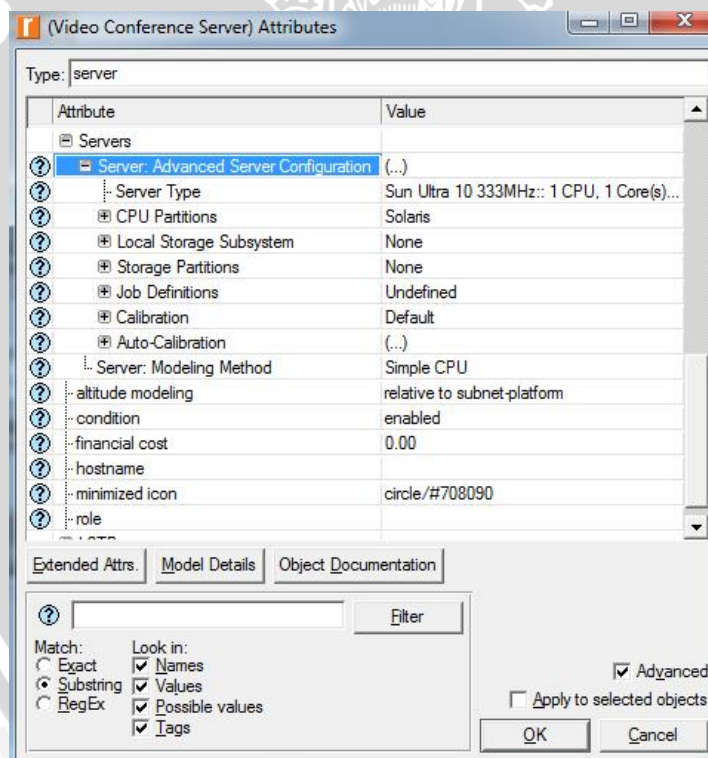 (Video Conference Server) Attributes
Type: server
Attribute Value
Servers
Server: Advanced Server Configuration (...)
Server Type Sun Ultra 10 333MHz:: 1 CPU, 1 Core(s)...
CPU Partitions Solaris
Local Storage Subsystem None
Storage Partitions None
Job Definitions Undefined
Calibration Default
Auto-Calibration (...)
Server: Modeling Method Simple CPU
altitude modeling relative to subnet-platform
condition enabled
financial cost 0.00
hostname
minimized icon circle/#708090
role
Extended Attrs. Model Details Object Documentation
Filter
Match: Look in:
Exact Names
Substring Values
RegEx Possible values
Tags
Advanced
Apply to selected objects
OK Cancel